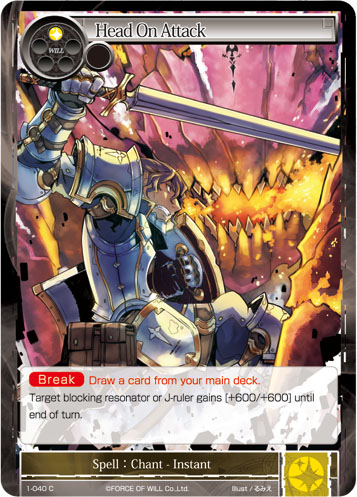 Head On Attack
WILL
Break Draw a card from your main deck.
Target blocking resonator or J-ruler gains [+600/+600] until
end of turn.
Spell : Chant - Instant
1-040 C ©FORCE OF WILL Co.,Ltd. Illust / るみえ